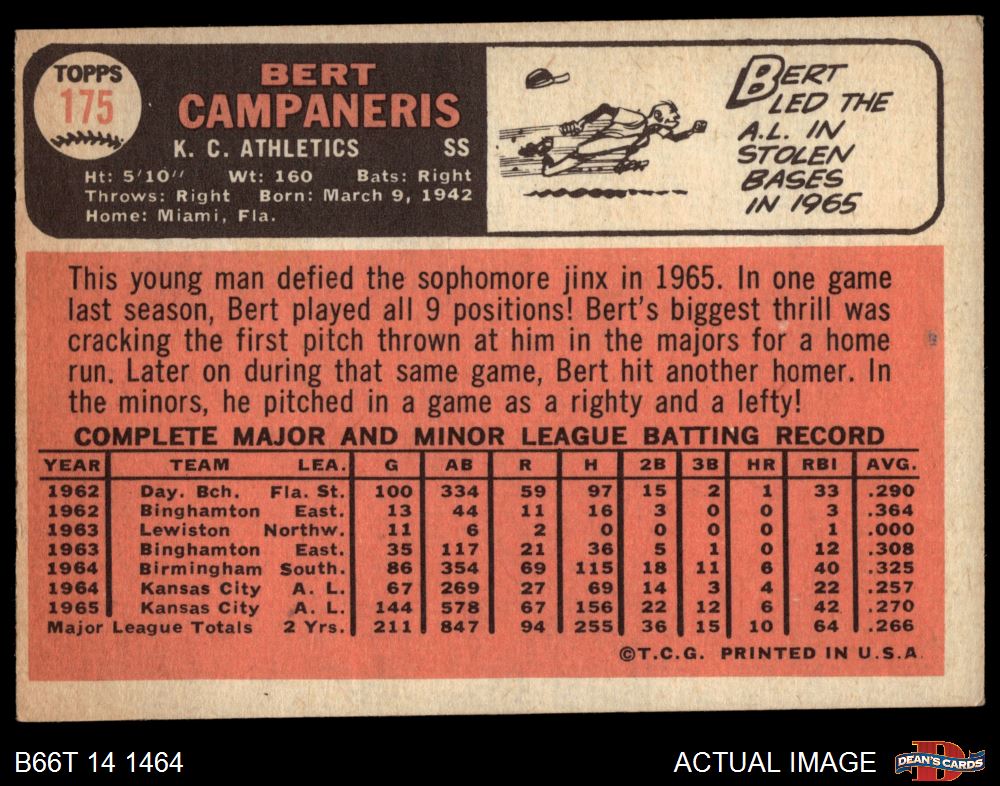 TOPPS
175
BERT
CAMPANERIS
K. C. ATHLETICS SS
Ht: 5'10" Wt: 160 Bats: Right
Throws: Right Born: March 9, 1942
Home: Miami, Fla.
BERT
LED THE
A.L. IN
STOLEN
BASES
IN 1965
This young man defied the sophomore jinx in 1965. In one game
last season, Bert played all 9 positions! Bert's biggest thrill was
cracking the first pitch thrown at him in the majors for a home
run. Later on during that same game, Bert hit another homer. In
the minors, he pitched in a game as a righty and a lefty!
COMPLETE MAJOR AND MINOR LEAGUE BATTING RECORD
YEAR TEAM LEA. G AB R H 2B 3B HR RBI AVG.
1962 Day. Bch. Fla. St. 100 334 59 97 15 2 1 33 .290
1962 Binghamton East. 13 44 11 16 3 0 0 3 .364
1963 Lewiston Northw. 11 6 2 0 0 0 0 1 .000
1963 Binghamton East. 35 117 21 36 5 1 0 12 .308
1964 Birmingham South. 86 354 69 115 18 11 6 40 .325
1964 Kansas City A. L. 67 269 27 69 14 3 4 22 .257
1965 Kansas City A. L. 144 578 67 156 22 12 6 42 .270
Major League Totals 2 Yrs. 211 847 94 255 36 15 10 64 .266
©T.C.G. PRINTED IN U.S.A.
B66T 14 1464
ACTUAL IMAGE
D
DEAN'S CARDS